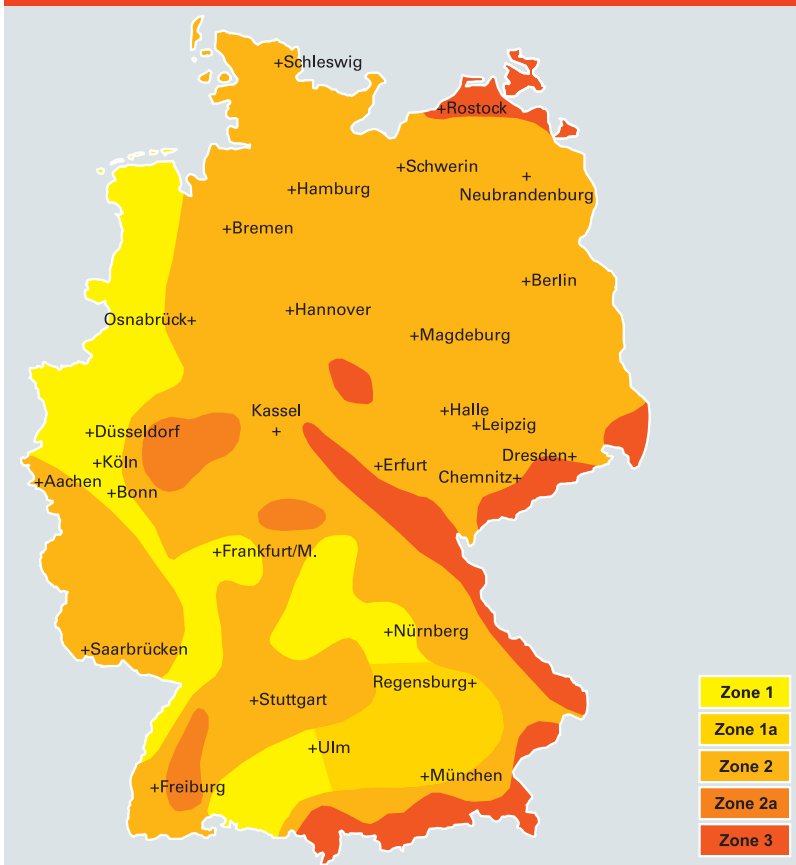 +Schleswig
+Rostock
+Schwerin
+
Neubrandenburg
+Hamburg
+Bremen
+Berlin
+Hannover
Osnabrück+
+Magdeburg
Kassel
+
+Halle
+Leipzig
+Düsseldorf
Dresden+
+Köln
+Erfurt
Chemnitz+
+Aachen
+Bonn
+Frankfurt/M.
+Nürnberg
+Saarbrücken
Regensburg+
+Stuttgart
+Ulm
+München
+Freiburg
Zone 1
Zone 1a
Zone 2
Zone 2a
Zone 3